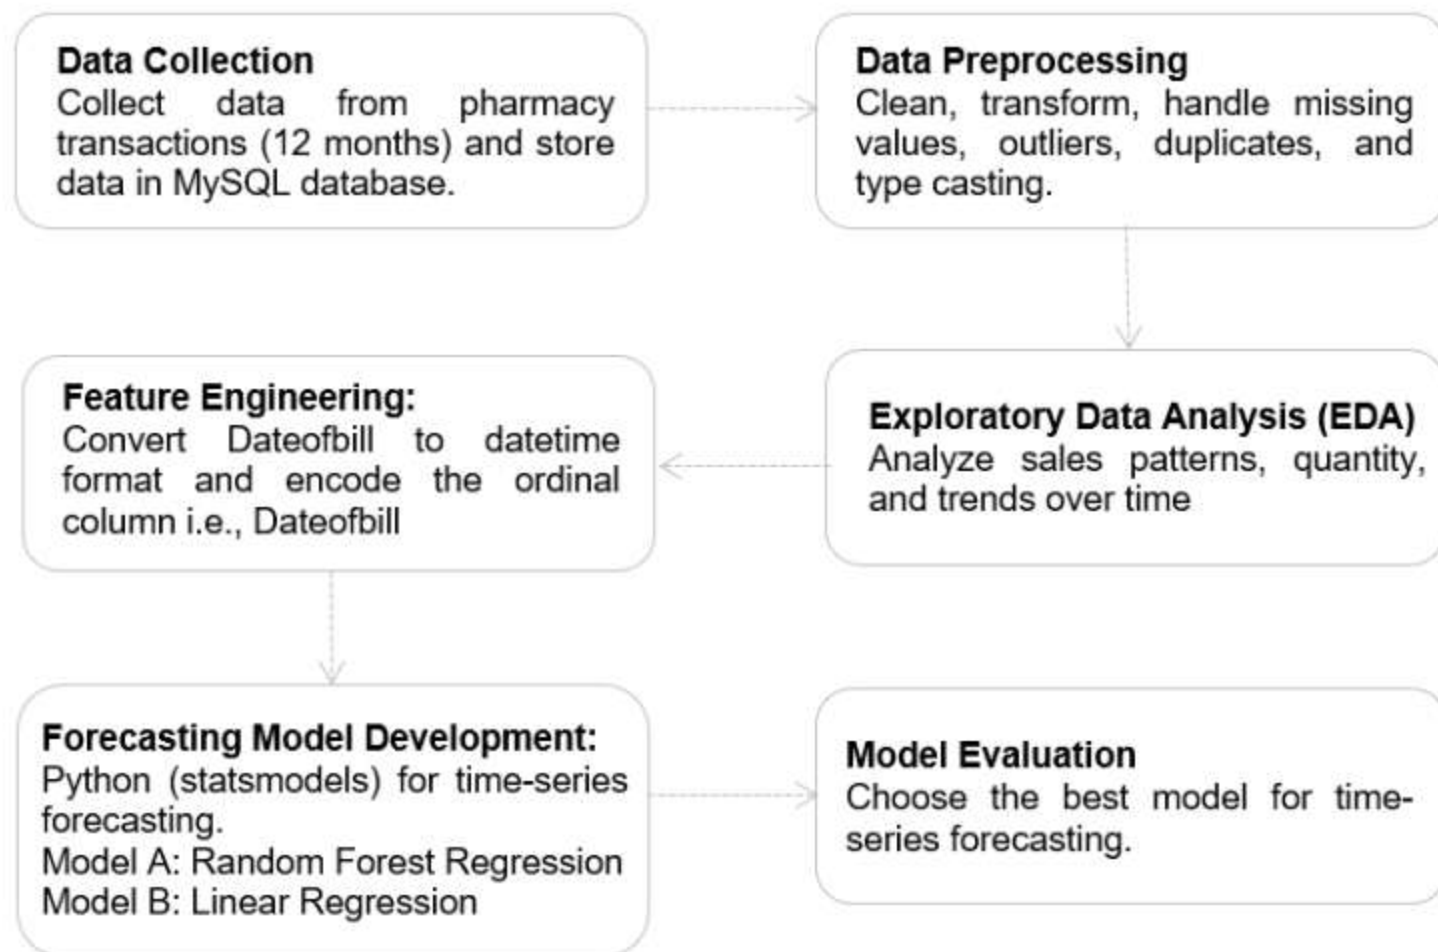 Data Collection
Collect data from pharmacy
transactions (12 months) and store
data in MySQL database.
Data Preprocessing
Clean, transform, handle missing
values, outliers, duplicates, and
type casting.
Exploratory Data Analysis (EDA)
Analyze sales patterns, quantity,
and trends over time
Feature Engineering:
Convert Dateofbill to datetime
format and encode the ordinal
column i.e., Dateofbill
Forecasting Model Development:
Python (statsmodels) for time-series
forecasting.
Model A: Random Forest Regression
Model B: Linear Regression
Model Evaluation
Choose the best model for time-
series forecasting.